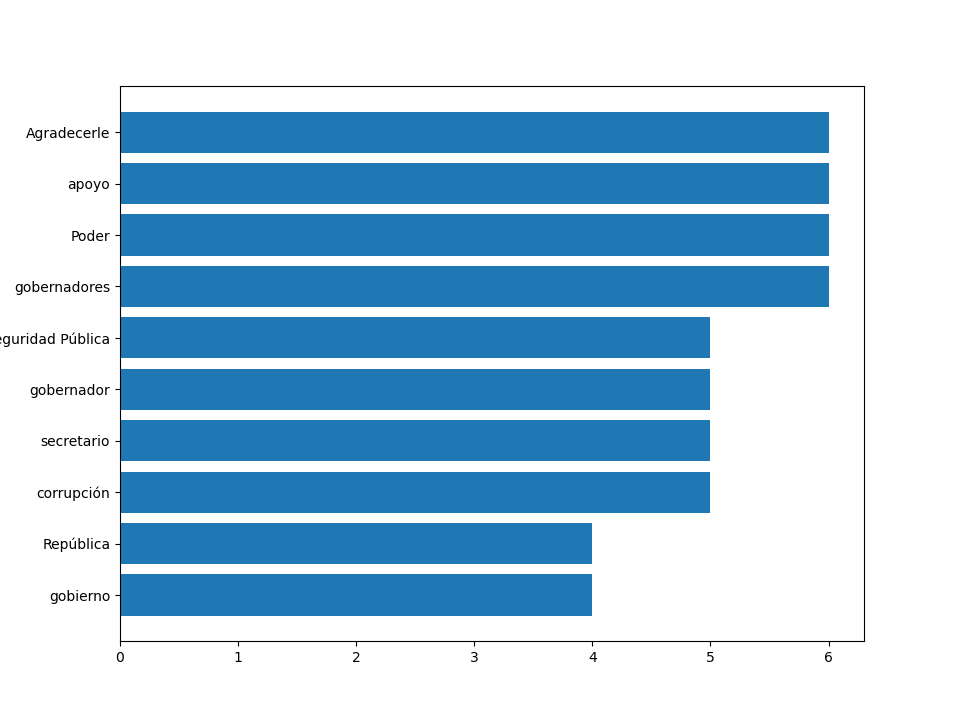 Agradecerle
apoyo
Poder
gobernadores
eguridad Pública
gobernador
secretario
corrupción
República
gobierno
0 1 2 3 4 5 6